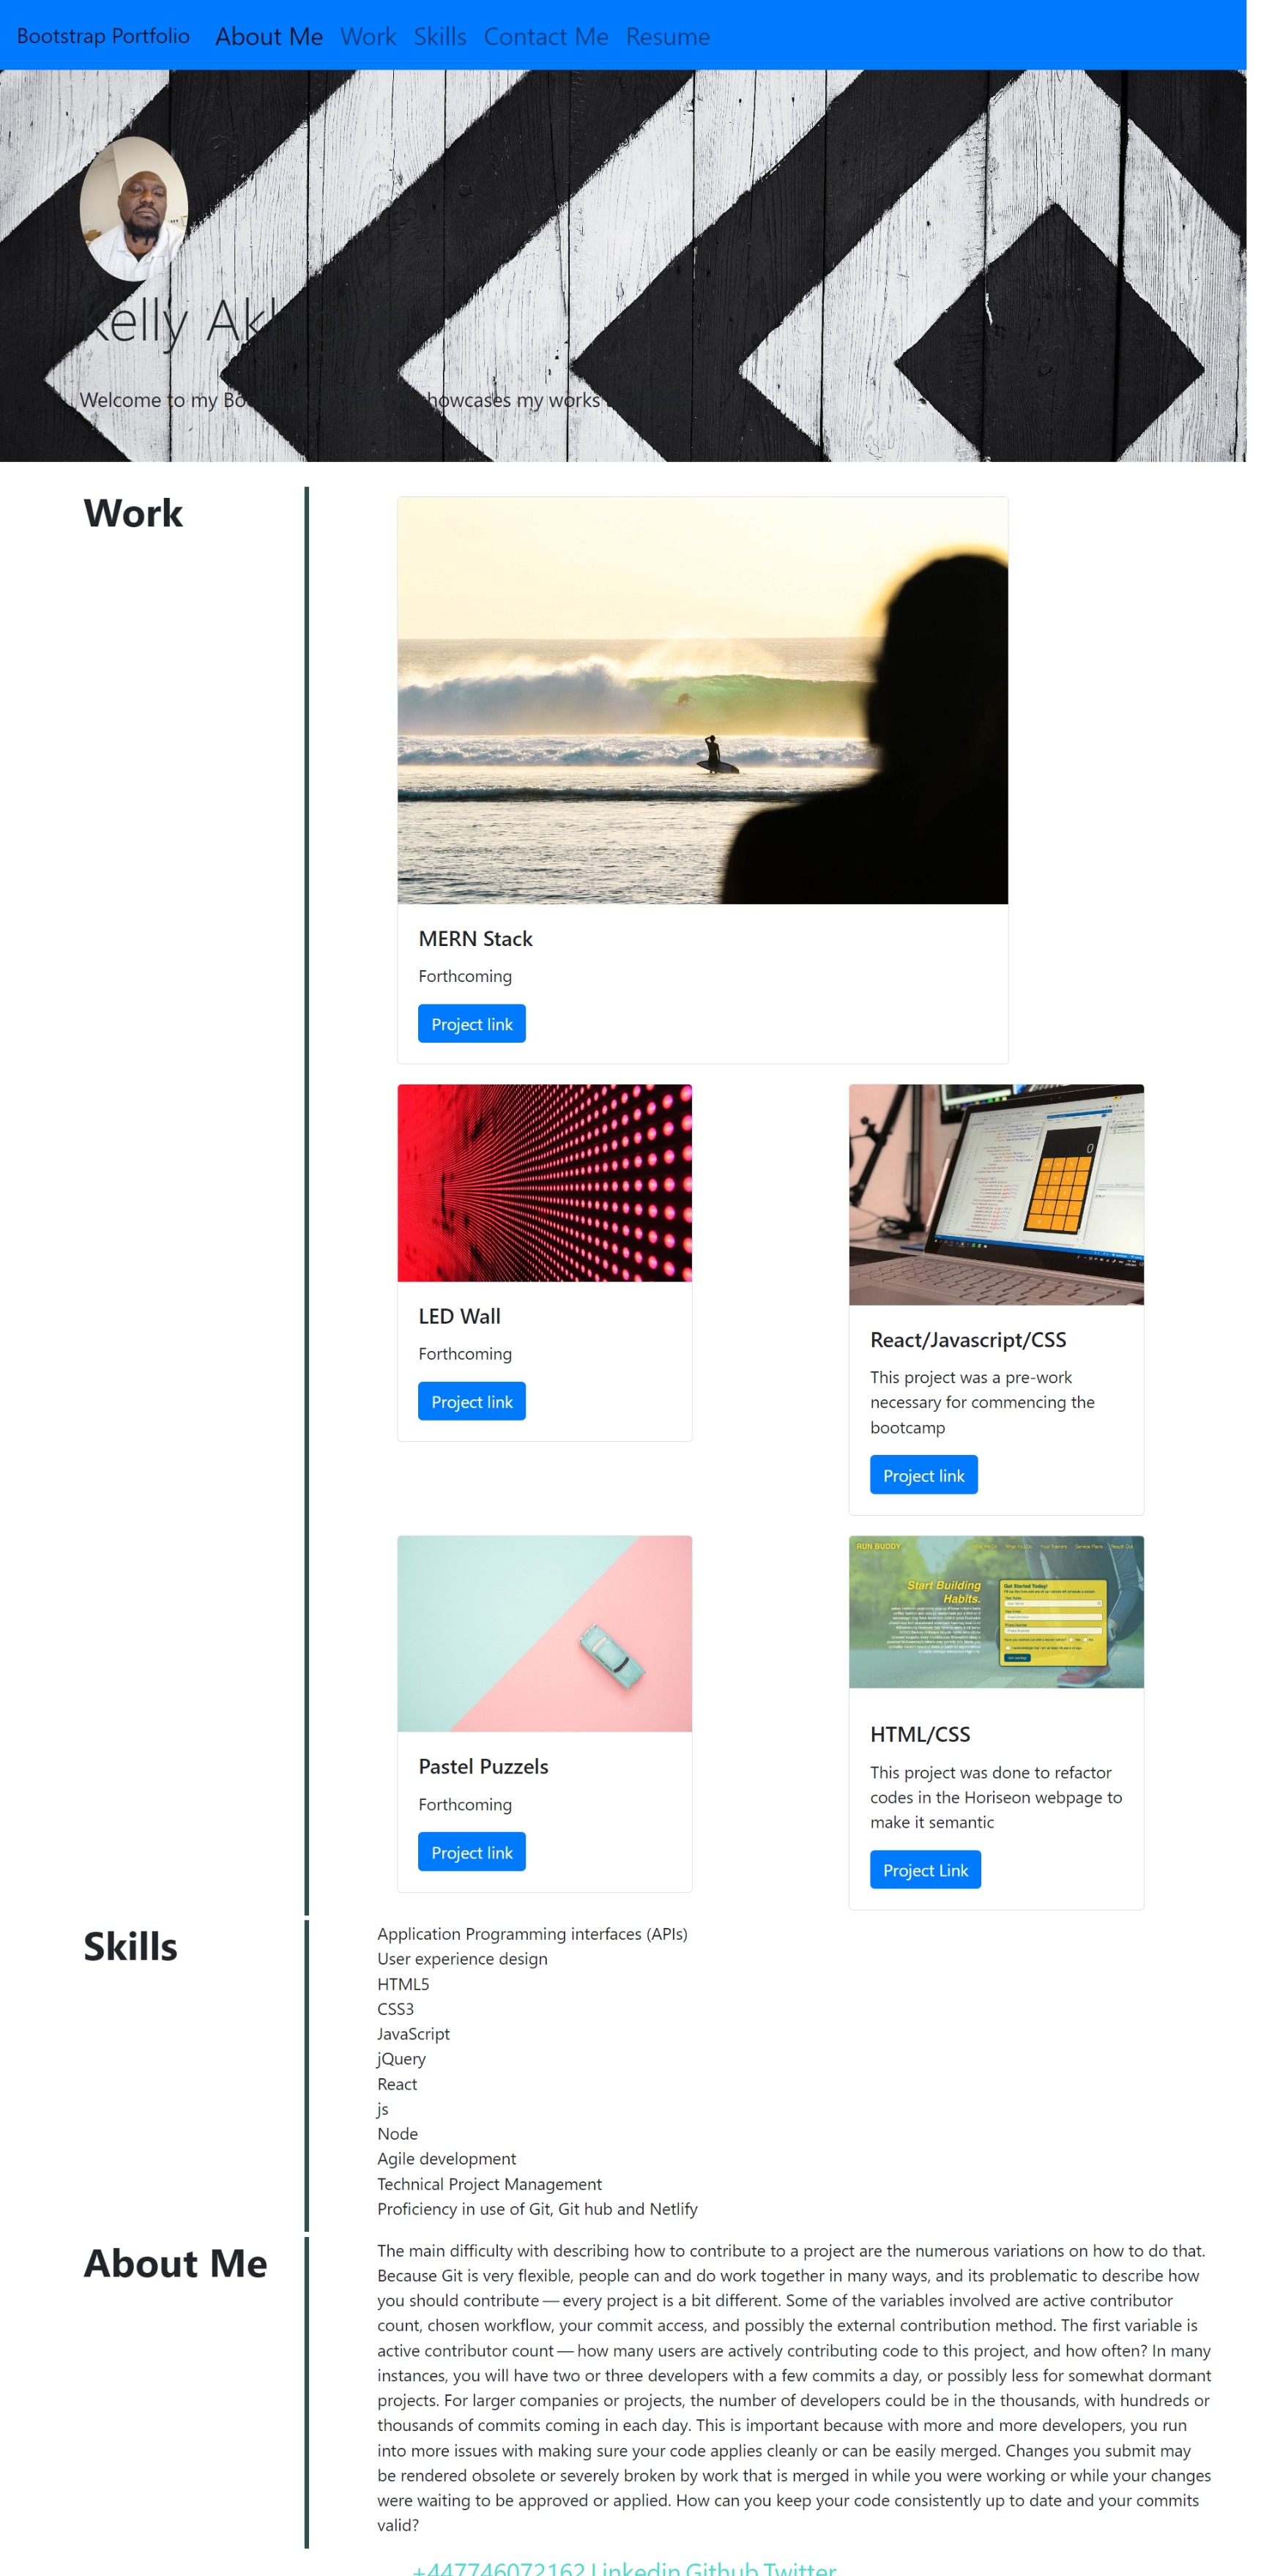 Bootstrap Portfolio About Me Work Skills Contact Me Resume
Kelly
Welcome to my howcases my works
Work
MERN Stack
Forthcoming
Project link
LED Wall
Forthcoming
Project link
React/Javascript/CSS
This project was a pre-work
necessary for commencing the
bootcamp
Project link
Pastel Puzzels
Forthcoming
Project link
RUN BUDDY
Start Building
Habits.
Get Started Today!
HTML/CSS
This project was done to refactor
codes in the Horiseon webpage to
make it semantic
Project Link
Skills
Application Programming interfaces (APIs)
User experience design
HTML5
CSS3
JavaScript
jQuery
React
js
Node
Agile development
Technical Project Management
Proficiency in use of Git, Git hub and Netlify
About Me
The main difficulty with describing how to contribute to a project are the numerous variations on how to do that.
Because Git is very flexible, people can and do work together in many ways, and its problematic to describe how
you should contribute — every project is a bit different. Some of the variables involved are active contributor
count, chosen workflow, your commit access, and possibly the external contribution method. The first variable is
active contributor count — how many users are actively contributing code to this project, and how often? In many
instances, you will have two or three developers with a few commits a day, or possibly less for somewhat dormant
projects. For larger companies or projects, the number of developers could be in the thousands, with hundreds or
thousands of commits coming in each day. This is important because with more and more developers, you run
into more issues with making sure your code applies cleanly or can be easily merged. Changes you submit may
be rendered obsolete or severely broken by work that is merged in while you were working or while your changes
were waiting to be approved or applied. How can you keep your code consistently up to date and your commits
valid?
+447746072162 Linkedin Github Twitter